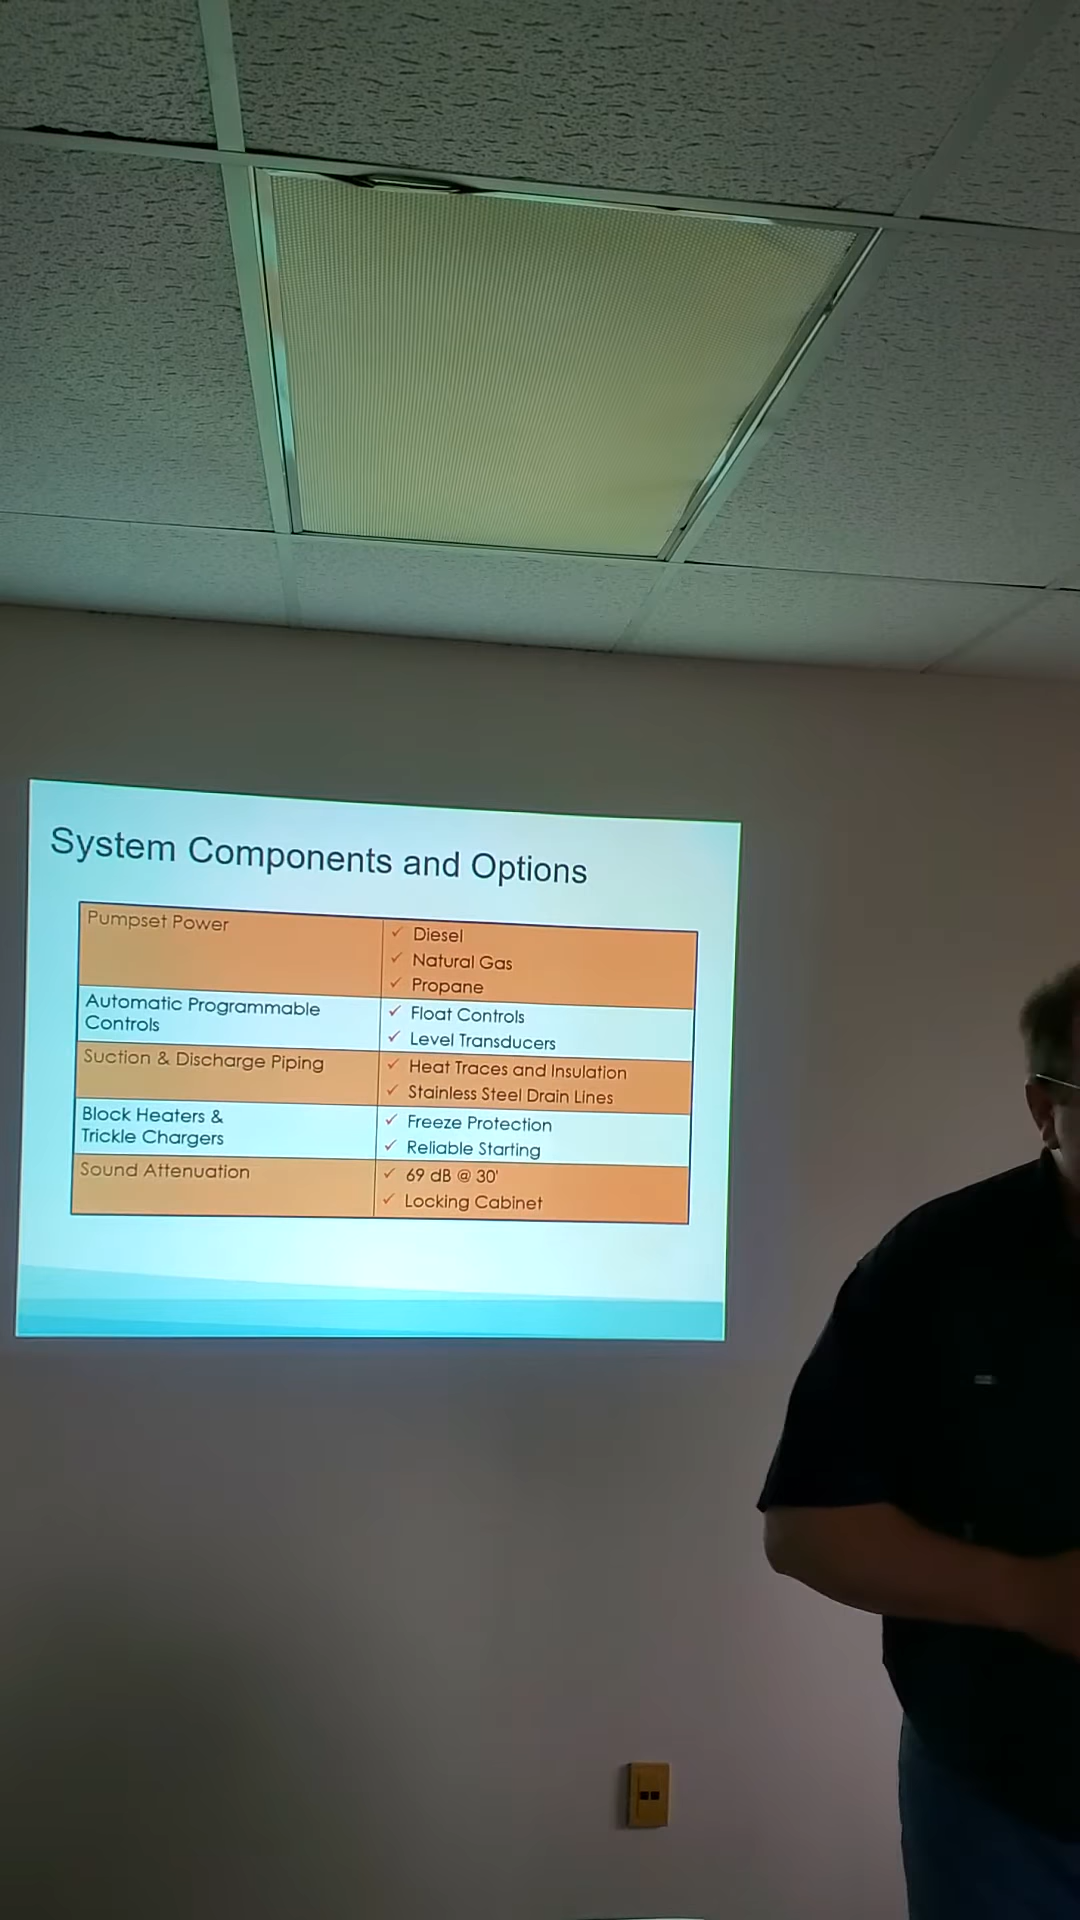 System Components and Options
Pumpset Power
✓ Diesel
✓ Natural Gas
✓ Propane
Automatic Programmable
Controls
✓ Float Controls
✓ Level Transducers
Suction & Discharge Piping
✓ Heat Traces and Insulation
✓ Stainless Steel Drain Lines
Block Heaters &
Trickle Chargers
✓ Freeze Protection
✓ Reliable Starting
Sound Attenuation
✓ 69 dB @ 30'
✓ Locking Cabinet